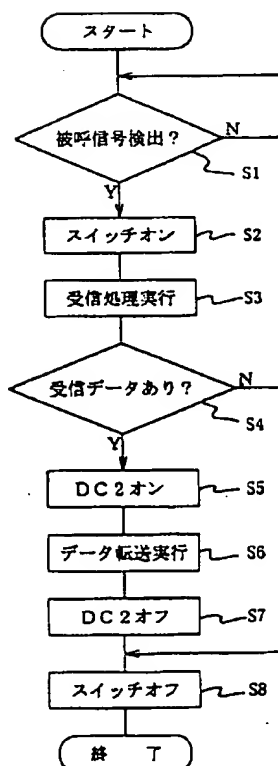 スタート
被呼信号検出?
N
S1
Y
スイッチオン
S2
受信処理実行
S3
受信データあり?
N
S4
Y
DC2オン
S5
データ転送実行
S6
DC2オフ
S7
スイッチオフ
S8
終 了